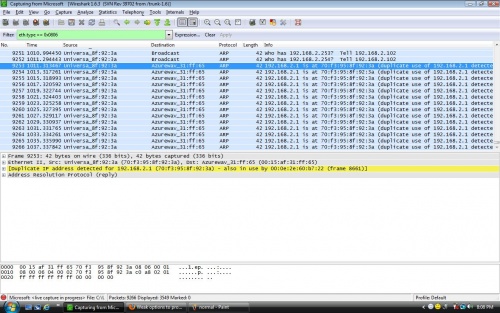 Capturing from Microsoft [Wireshark 1.6.3 (SVN Rev 39702 from /trunk-1.6)]
File Edit View Go Capture Analyze Statistics Telephony Tools Internals Help
Filter: eth.type == 0x0806 Expression... Clear Apply
No. Time Source Destination Protocol Length Info
9251 1010.994450 Universa_8f:92:3a Broadcast ARP 42 who has 192.168.2.253? Tell 192.168.2.102
9252 1011.294443 Universa_8f:92:3a Broadcast ARP 42 who has 192.168.2.254? Tell 192.168.2.102
Universa_8f:92:3a Azurewav_31:ff:65 ARP 42 192.168.2.1 is at 70:f3:95:8f:92:3a (duplicate use of 192.168.2.1 detecte
9254 1013.317261 Universa_8f:92:3a Azurewav_31:ff:65 ARP 42 192.168.2.1 is at 70:f3:95:8f:92:3a (duplicate use of 192.168.2.1 detecte
9255 1015.318993 Universa_8f:92:3a Azurewav_31:ff:65 ARP 42 192.168.2.1 is at 70:f3:95:8f:92:3a (duplicate use of 192.168.2.1 detecte
9256 1017.320550 Universa_8f:92:3a Azurewav_31:ff:65 ARP 42 192.168.2.1 is at 70:f3:95:8f:92:3a (duplicate use of 192.168.2.1 detecte
9257 1019.322744 Universa_8f:92:3a Azurewav_31:ff:65 ARP 42 192.168.2.1 is at 70:f3:95:8f:92:3a (duplicate use of 192.168.2.1 detecte
9258 1021.324403 Universa_8f:92:3a Azurewav_31:ff:65 ARP 42 192.168.2.1 is at 70:f3:95:8f:92:3a (duplicate use of 192.168.2.1 detecte
9259 1023.325258 Universa_8f:92:3a Azurewav_31:ff:65 ARP 42 192.168.2.1 is at 70:f3:95:8f:92:3a (duplicate use of 192.168.2.1 detecte
9260 1025.327395 Universa_8f:92:3a Azurewav_31:ff:65 ARP 42 192.168.2.1 is at 70:f3:95:8f:92:3a (duplicate use of 192.168.2.1 detecte
9261 1027.329117 Universa_8f:92:3a Azurewav_31:ff:65 ARP 42 192.168.2.1 is at 70:f3:95:8f:92:3a (duplicate use of 192.168.2.1 detecte
9262 1029.330937 Universa_8f:92:3a Azurewav_31:ff:65 ARP 42 192.168.2.1 is at 70:f3:95:8f:92:3a (duplicate use of 192.168.2.1 detecte
9263 1031.331765 Universa_8f:92:3a Azurewav_31:ff:65 ARP 42 192.168.2.1 is at 70:f3:95:8f:92:3a (duplicate use of 192.168.2.1 detecte
9264 1033.334261 Universa_8f:92:3a Azurewav_31:ff:65 ARP 42 192.168.2.1 is at 70:f3:95:8f:92:3a (duplicate use of 192.168.2.1 detecte
9265 1035.335930 Universa_8f:92:3a Azurewav_31:ff:65 ARP 42 192.168.2.1 is at 70:f3:95:8f:92:3a (duplicate use of 192.168.2.1 detecte
9266 1037.337842 Universa_8f:92:3a Azurewav_31:ff:65 ARP 42 192.168.2.1 is at 70:f3:95:8f:92:3a (duplicate use of 192.168.2.1 detecte
Frame 9253: 42 bytes on wire (336 bits), 42 bytes captured (336 bits)
Ethernet II, Src: Universa_8f:92:3a (70:f3:95:8f:92:3a), Dst: Azurewav_31:ff:65 (00:15:af:31:ff:65)
[Duplicate IP address detected for 192.168.2.1 (70:f3:95:8f:92:3a) - also in use by 00:0e:2e:60:b7:22 (frame 8661)]
Address Resolution Protocol (reply)
0000 00 15 af 31 ff 65 70 f3 95 8f 92 3a 08 06 00 01 ...1.ep. ...:....
0010 08 00 06 04 00 02 70 f3 95 8f 92 3a c0 a8 02 01 ......p. ...:....
0020 ff ff ff ff ff ff 00 00 00 00
Microsoft: <live capture in progress> File: C:\ Packets: 9266 Displayed: 3549 Marked: 0 Profile: Default
Capturing from Mic... Weak options to pre... normal - Paint 8:06 PM